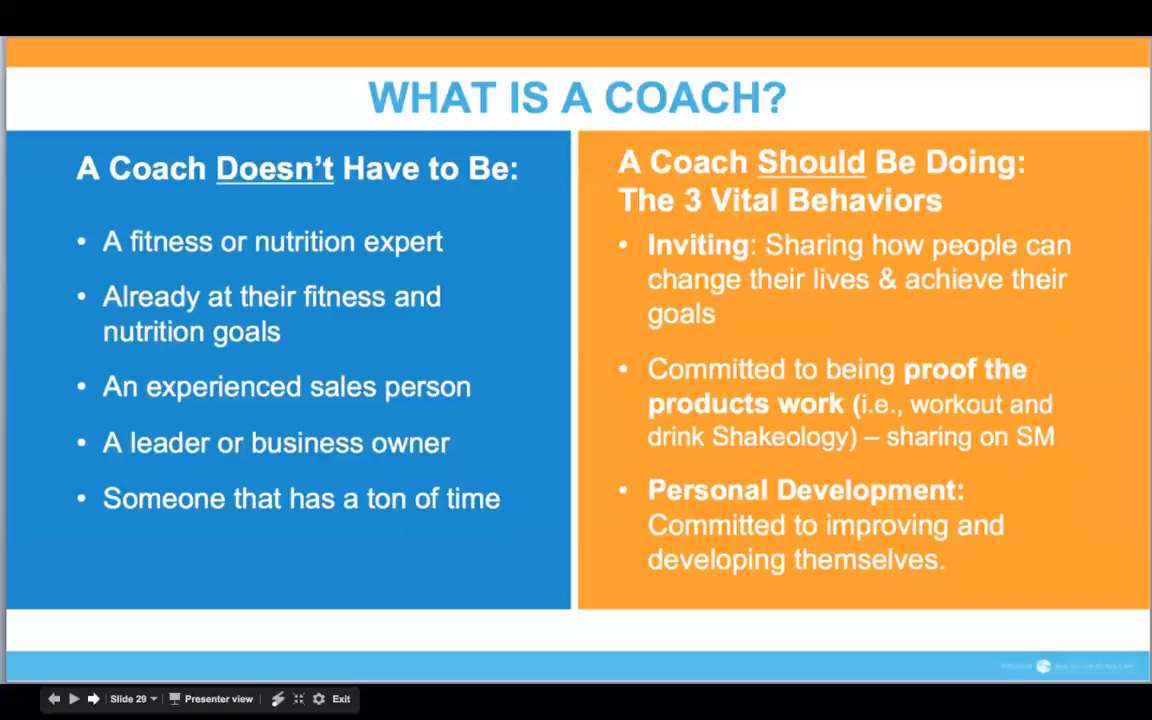 WHAT IS A COACH?
A Coach Doesn't Have to Be:
• A fitness or nutrition expert
• Already at their fitness and
nutrition goals
• An experienced sales person
• A leader or business owner
• Someone that has a ton of time
A Coach Should Be Doing:
The 3 Vital Behaviors
• Inviting: Sharing how people can
change their lives & achieve their
goals
• Committed to being proof the
products work (i.e., workout and
drink Shakeology) – sharing on SM
• Personal Development:
Committed to improving and
developing themselves.
Slide 29
Presenter view
Exit